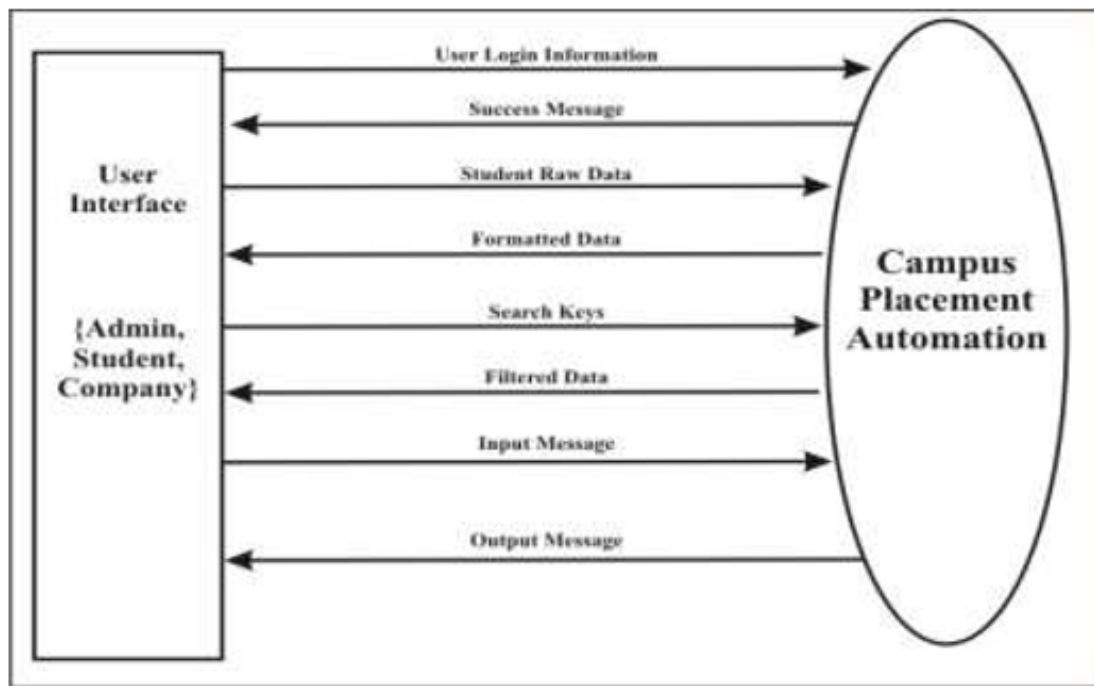 User Login Information
Success Message
User
Interface
Student Raw Data
Formatted Data
Campus
Placement
Automation
Search Keys
{Admin,
Student,
Company}
Filtered Data
Input Message
Output Message